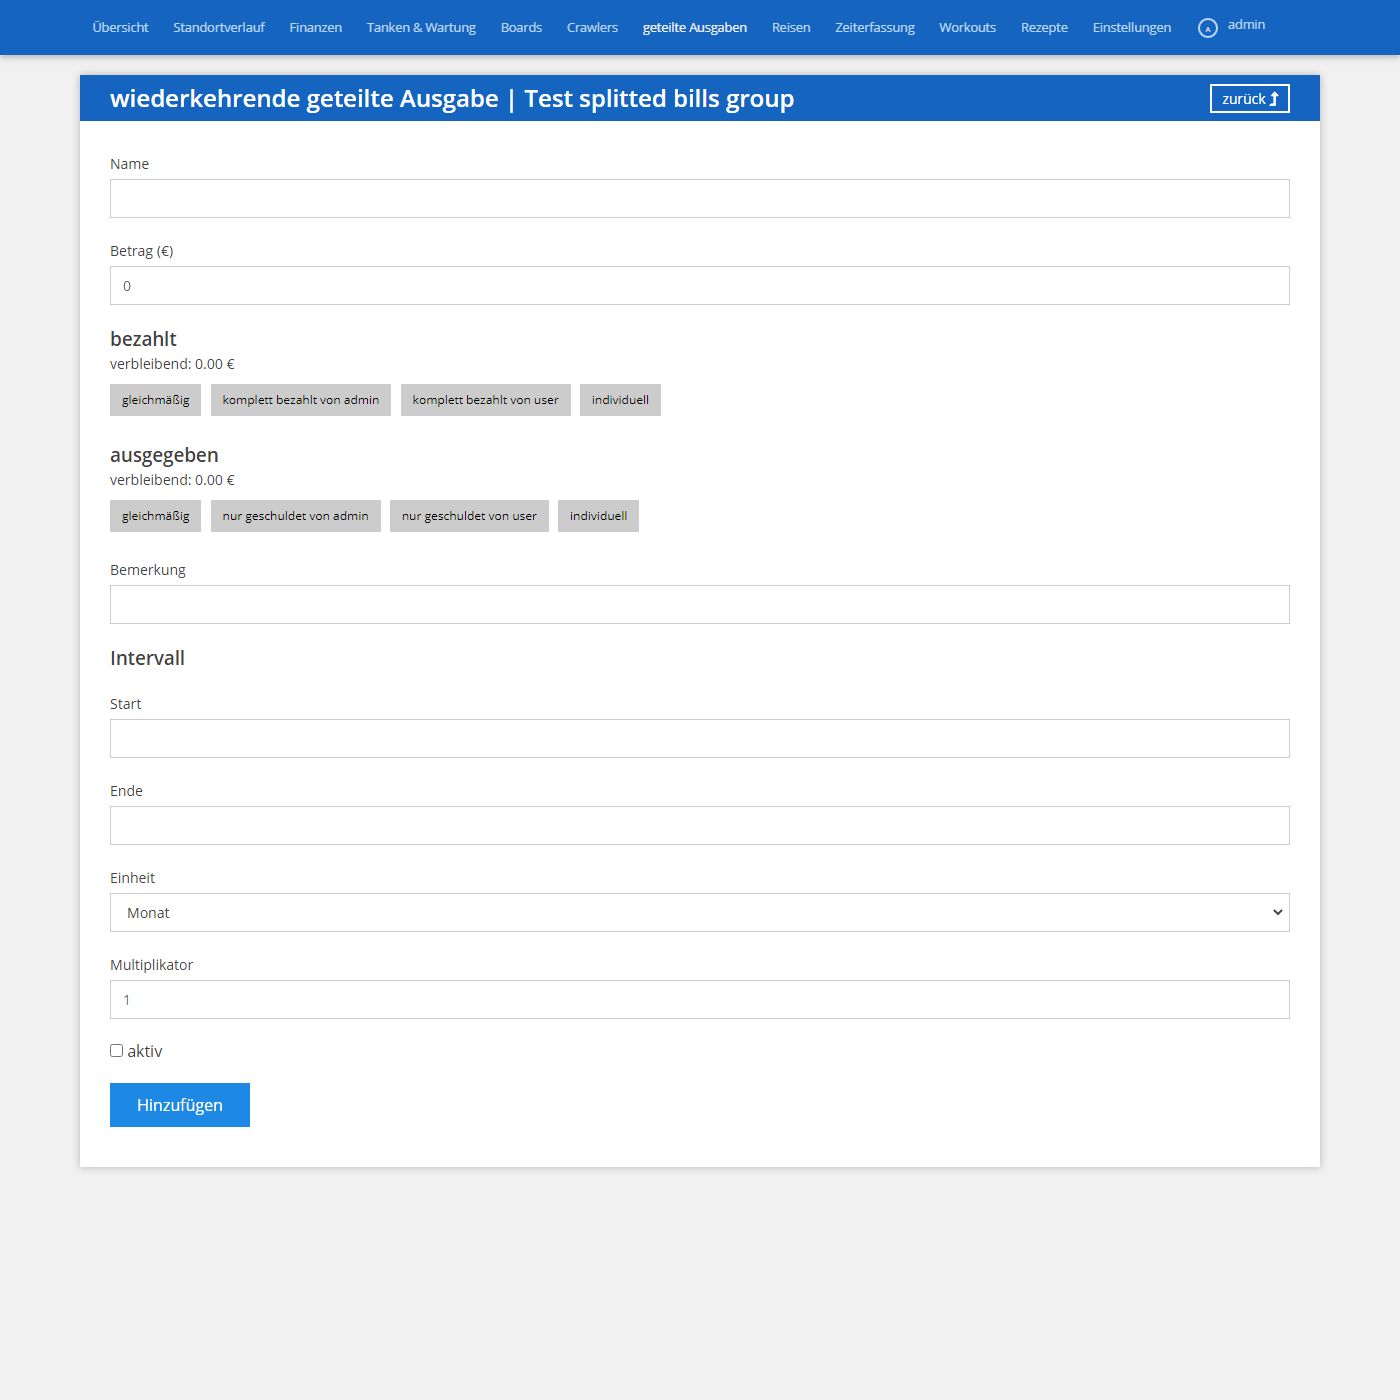 Übersicht Standortverlauf Finanzen Tanken & Wartung Boards Crawlers geteilte Ausgaben Reisen Zeiterfassung Workouts Rezepte Einstellungen A admin
wiederkehrende geteilte Ausgabe | Test splitted bills group zurück
Name
Betrag (€)
0
bezahlt
verbleibend: 0.00 €
gleichmäßig komplett bezahlt von admin komplett bezahlt von user individuell
ausgegeben
verbleibend: 0.00 €
gleichmäßig nur geschuldet von admin nur geschuldet von user individuell
Bemerkung
Intervall
Start
Ende
Einheit
Monat
Multiplikator
1
aktiv
Hinzufügen